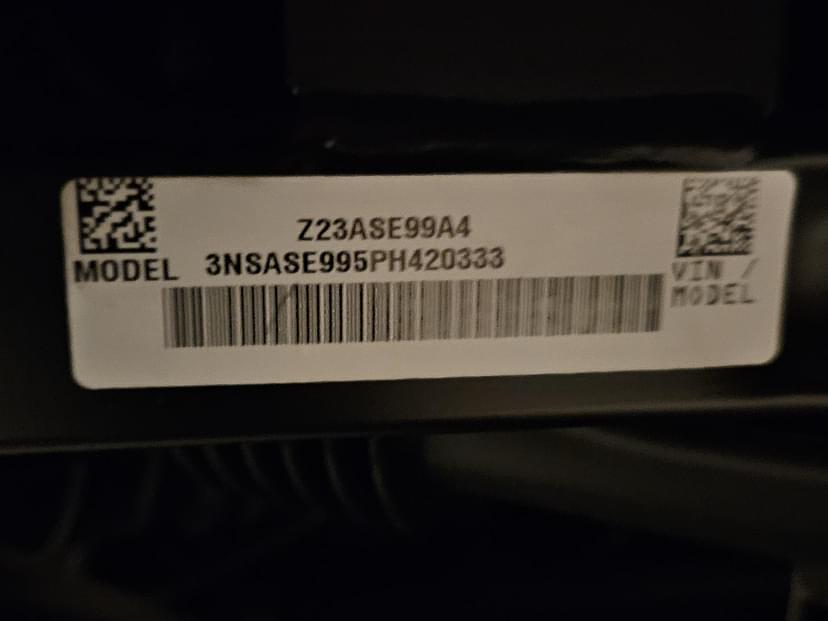 Z23ASE99A4
MODEL 3NSASE995PH420333
VIN /
MODEL